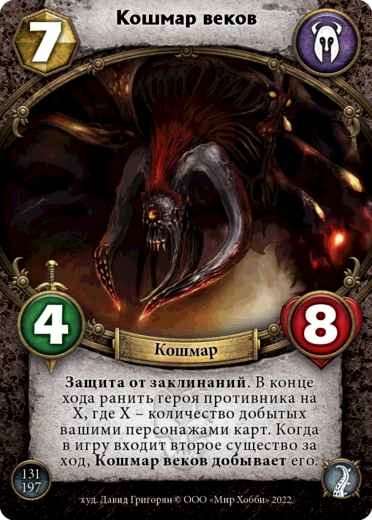 Кошмар веков
7
4
8
Кошмар
Защита от заклинаний. В конце
хода ранить героя противника на
X, где X – количество добытых
вашими персонажами карт. Когда
в игру входит второе существо за
ход, Кошмар веков добывает его.
131
197
худ. Давид Григорян © ООО «Мир Хобби» 2022.